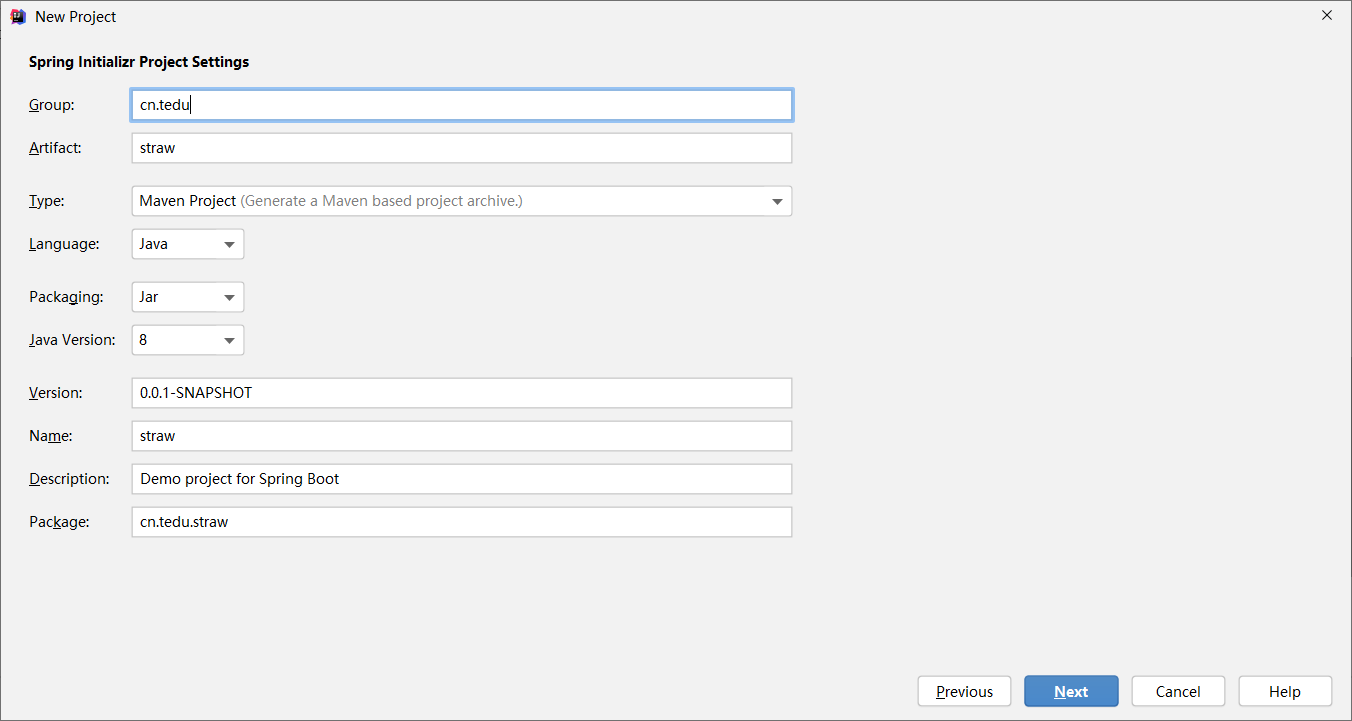 New Project
Spring Initializr Project Settings
Group: cn.tedu
Artifact: straw
Type: Maven Project (Generate a Maven based project archive.)
Language: Java
Packaging: Jar
Java Version: 8
Version: 0.0.1-SNAPSHOT
Name: straw
Description: Demo project for Spring Boot
Package: cn.tedu.straw
Previous Next Cancel Help